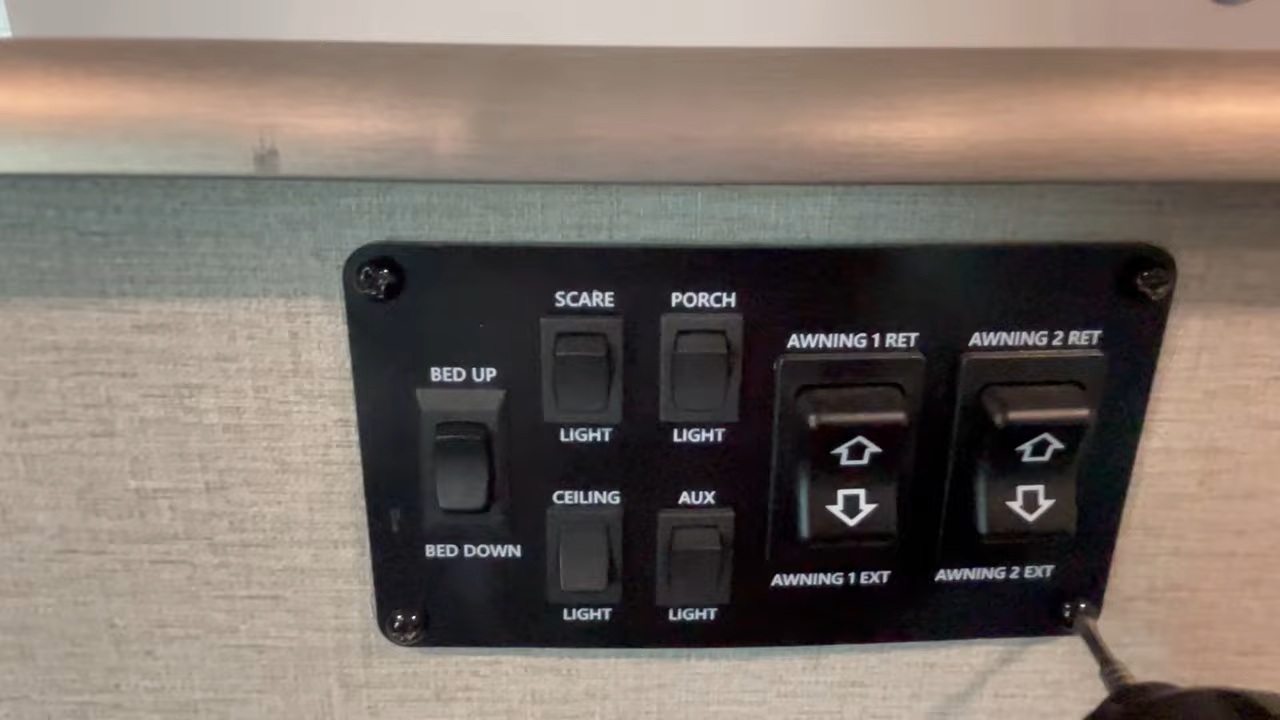 SCARE
LIGHT
PORCH
LIGHT
BED UP
BED DOWN
CEILING
LIGHT
AUX
LIGHT
AWNING 1 RET
AWNING 1 EXT
AWNING 2 RET
AWNING 2 EXT